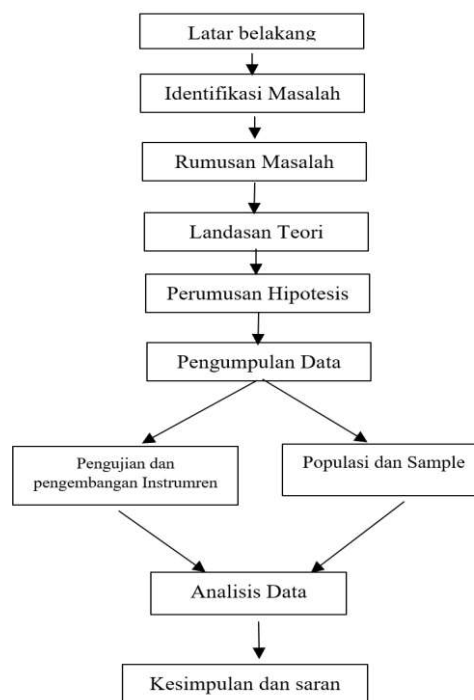 Latar belakang
Identifikasi Masalah
Rumusan Masalah
Landasan Teori
Perumusan Hipotesis
Pengumpulan Data
Pengujian dan
pengembangan Instrumren
Populasi dan Sample
Analisis Data
Kesimpulan dan saran